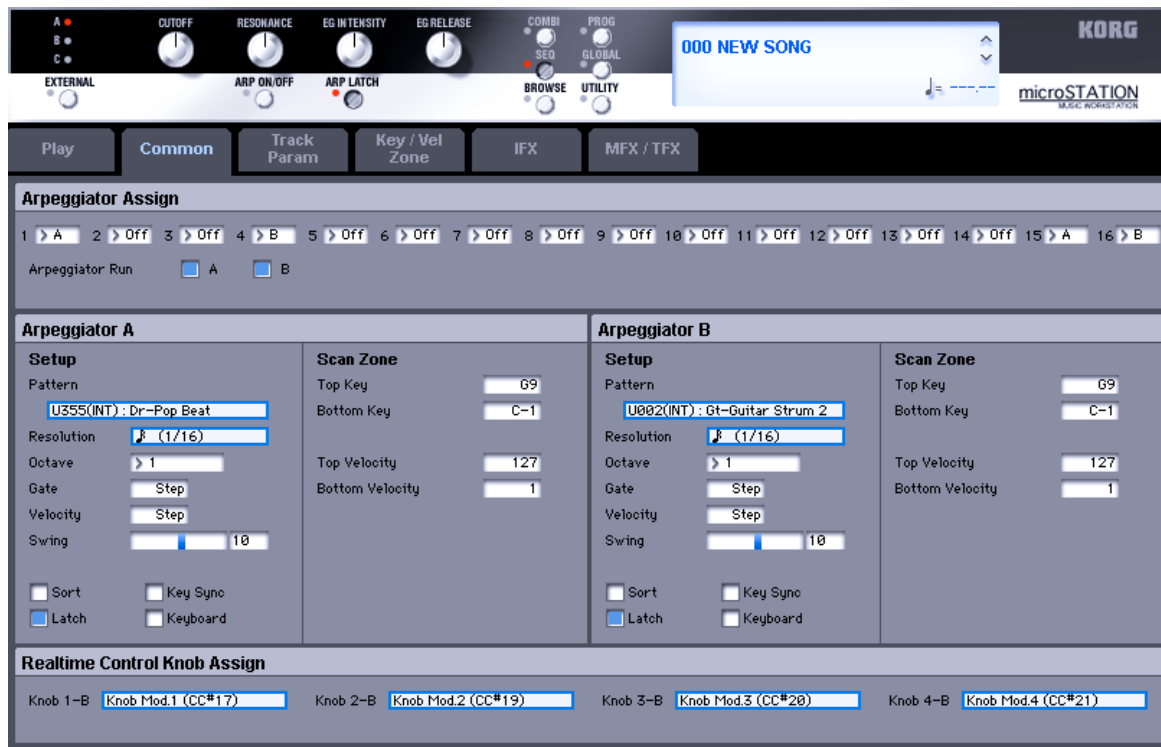 A
B
C
CUTOFF RESONANCE EG INTENSITY EG RELEASE
EXTERNAL ARP ON/OFF ARP LATCH
COMBI PROG
SEQ GLOBAL
BROWSE UTILITY
000 NEW SONG
♩= ---.--
KORG
microSTATION
MUSIC WORKSTATION
Play Common Track Param Key / Vel Zone IFX MFX / TFX
Arpeggiator Assign
1 > A 2 > Off 3 > Off 4 > B 5 > Off 6 > Off 7 > Off 8 > Off 9 > Off 10 > Off 11 > Off 12 > Off 13 > Off 14 > Off 15 > A 16 > B
Arpeggiator Run A B
Arpeggiator A
Setup
Pattern
U355(INT) : Dr-Pop Beat
Resolution (1/16)
Octave > 1
Gate Step
Velocity Step
Swing 10
Sort Key Sync
Latch Keyboard
Scan Zone
Top Key G9
Bottom Key C-1
Top Velocity 127
Bottom Velocity 1
Arpeggiator B
Setup
Pattern
U002(INT) : Gt-Guitar Strum 2
Resolution (1/16)
Octave > 1
Gate Step
Velocity Step
Swing 10
Sort Key Sync
Latch Keyboard
Scan Zone
Top Key G9
Bottom Key C-1
Top Velocity 127
Bottom Velocity 1
Realtime Control Knob Assign
Knob 1-B Knob Mod.1 (CC#17) Knob 2-B Knob Mod.2 (CC#19) Knob 3-B Knob Mod.3 (CC#20) Knob 4-B Knob Mod.4 (CC#21)